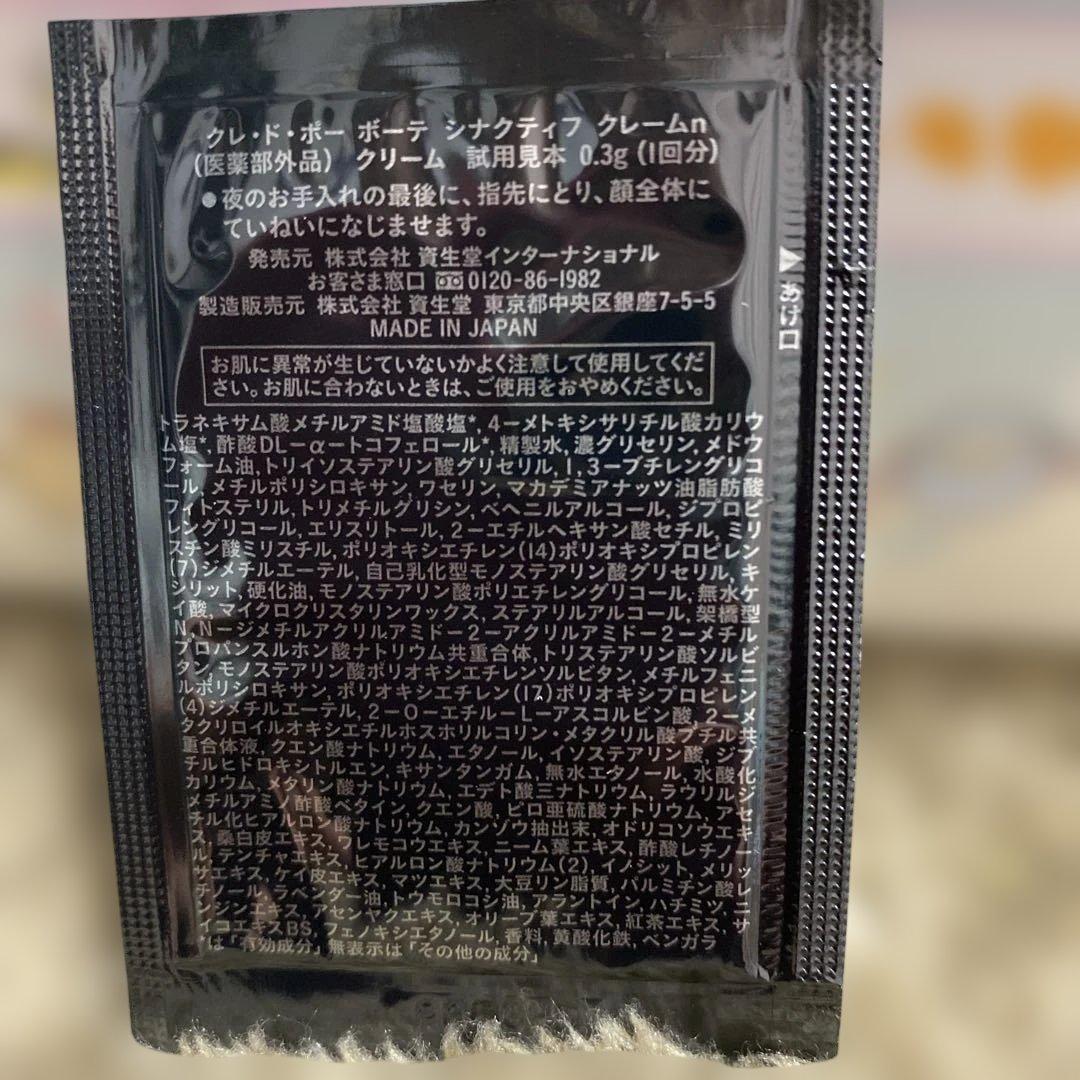 クレ・ド・ポー ボーテ シナクティフ クレームn
(医薬部外品) クリーム 試用見本 0.3g (1回分)
●夜のお手入れの最後に、指先にとり、顔全体に
ていねいになじませます。
発売元 株式会社 資生堂インターナショナル
お客さま窓口 0120-86-1982
製造販売元 株式会社 資生堂 東京都中央区銀座7-5-5
MADE IN JAPAN
▶あけ口
お肌に異常が生じていないかよく注意して使用してくだ
さい。お肌に合わないときは、ご使用をおやめください。
トラネキサム酸メチルアミド塩酸塩*, 4-メトキシサリチル酸カリウ
ム塩*, 酢酸DL-α-トコフェロール*, 精製水, 濃グリセリン, メドウ
フォーム油, トリイソステアリン酸グリセリル, 1,3-ブチレングリコ
ール, メチルポリシロキサン, ワセリン, マカデミアナッツ油脂肪酸
フィトステリル, トリメチルグリシン, ベヘニルアルコール, ジプロピ
レングリコール, エリスリトール, 2-エチルヘキサン酸セチル, ミリ
スチン酸ミリスチル, ポリオキシエチレン(14)ポリオキシプロピレン
(7)ジメチルエーテル, 自己乳化型モノステアリン酸グリセリル, キ
シリット, 硬化油, モノステアリン酸ポリエチレングリコール, 無水ケ
イ酸, マイクロクリスタリンワックス, ステアリルアルコール, 架橋型
N,N-ジメチルアクリルアミド-2-アクリルアミド-2-メチル
プロパンスルホン酸ナトリウム共重合体, トリステアリン酸ソルビ
タン, モノステアリン酸ポリオキシエチレンソルビタン, メチルフェニ
ルポリシロキサン, ポリオキシエチレン(17)ポリオキシプロピレン
(4)ジメチルエーテル, 2-O-エチル-L-アスコルビン酸, 2-メ
タクリロイルオキシエチルホスホリルコリン・メタクリル酸ブチル共
重合体液, クエン酸ナトリウム, エタノール, イソステアリン酸, ジブ
チルヒドロキシトルエン, キサンタンガム, 無水エタノール, 水酸化
カリウム, メタリン酸ナトリウム, エデト酸三ナトリウム, ラウリルジ
メチルアミノ酢酸ベタイン, クエン酸, ピロ亜硫酸ナトリウム, アセ
チル化ヒアルロン酸ナトリウム, カンゾウ抽出末, オドリコソウエキ
ス, 桑白皮エキス, ワレモコウエキス, ニーム葉エキス, 酢酸レチノー
ル, テンチャエキス, ヒアルロン酸ナトリウム(2), イノシット, メリッ
サエキス, ケイ皮エキス, マツエキス, 大豆リン脂質, パルミチン酸レ
チノール, ラベンダー油, トウモロコシ油, アラントイン, ハチミツ, ニ
ンジンエキス, アセンヤクエキス, オリーブ葉エキス, 紅茶エキス, サ
イコエキスBS, フェノキシエタノール, 香料, 黄酸化鉄, ベンガラ
*は「有効成分」無表示は「その他の成分」